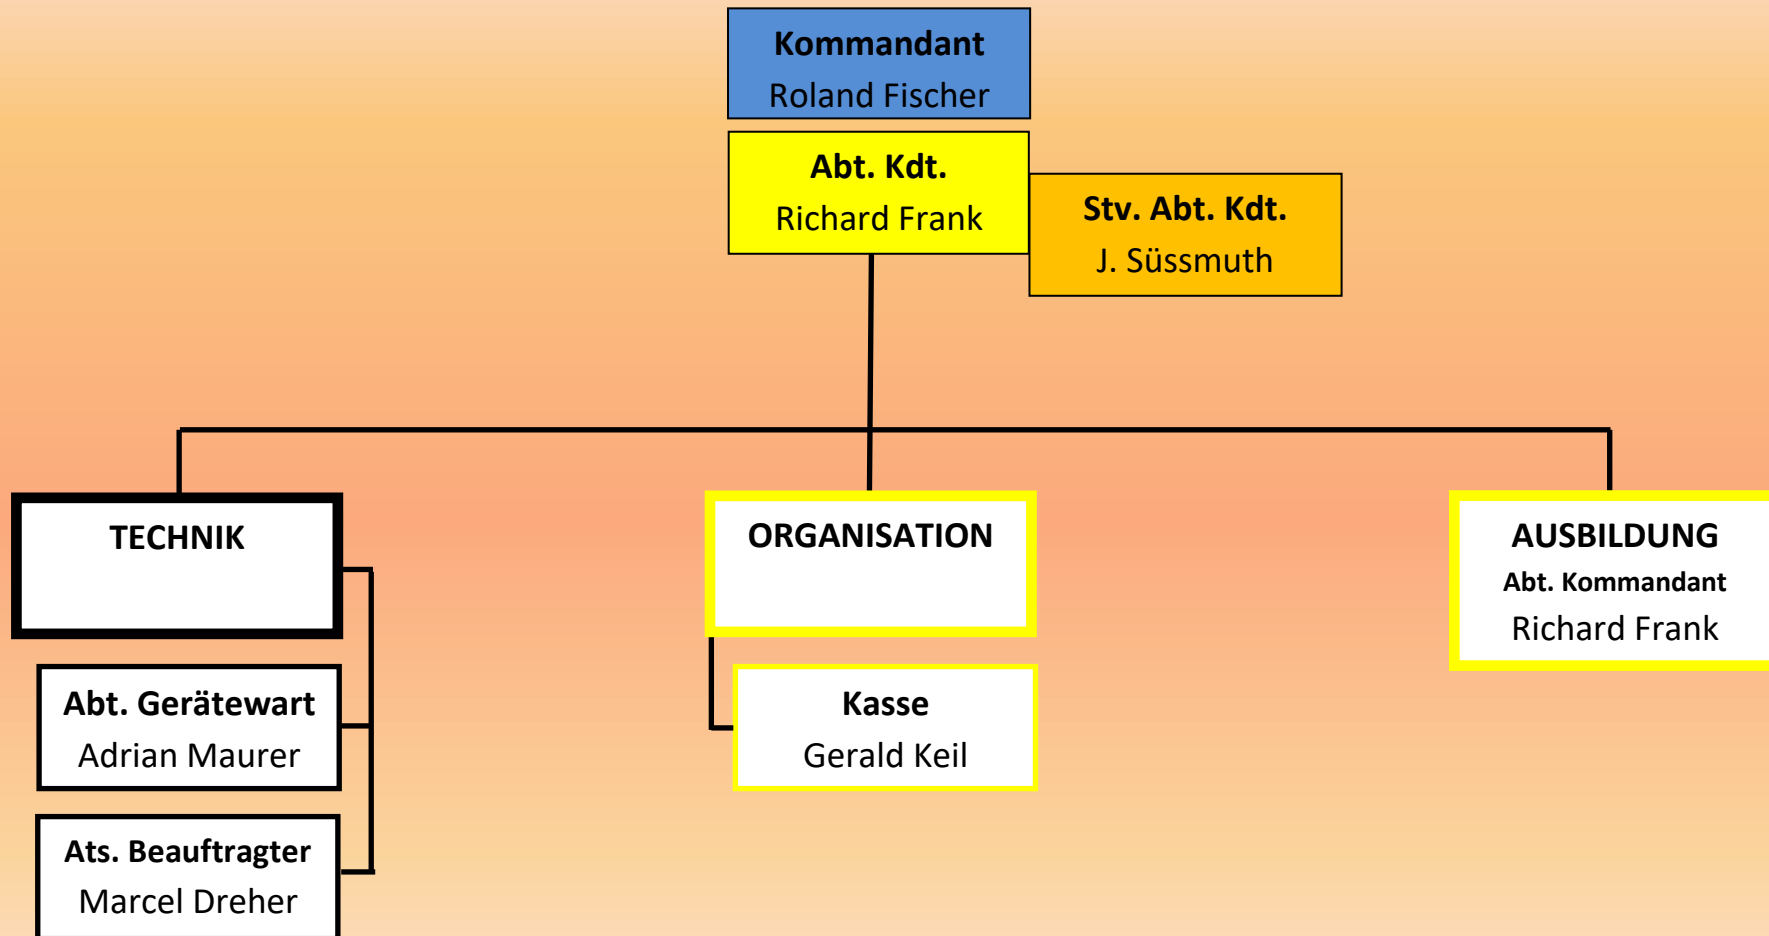 Kommandant
Roland Fischer
Abt. Kdt.
Richard Frank
Stv. Abt. Kdt.
J. Süssmuth
TECHNIK
Abt. Gerätewart
Adrian Maurer
Ats. Beauftragter
Marcel Dreher
ORGANISATION
Kasse
Gerald Keil
AUSBILDUNG
Abt. Kommandant
Richard Frank